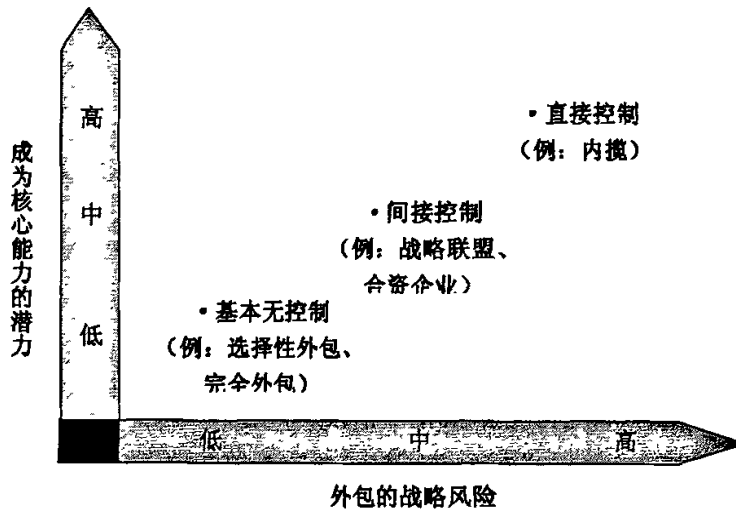 高
·直接控制
（例：内揽）
成为核心能力的潜力
中
·间接控制
（例：战略联盟、
合资企业）
·基本无控制
低
（例：选择性外包、
完全外包）
低
中
高
外包的战略风险